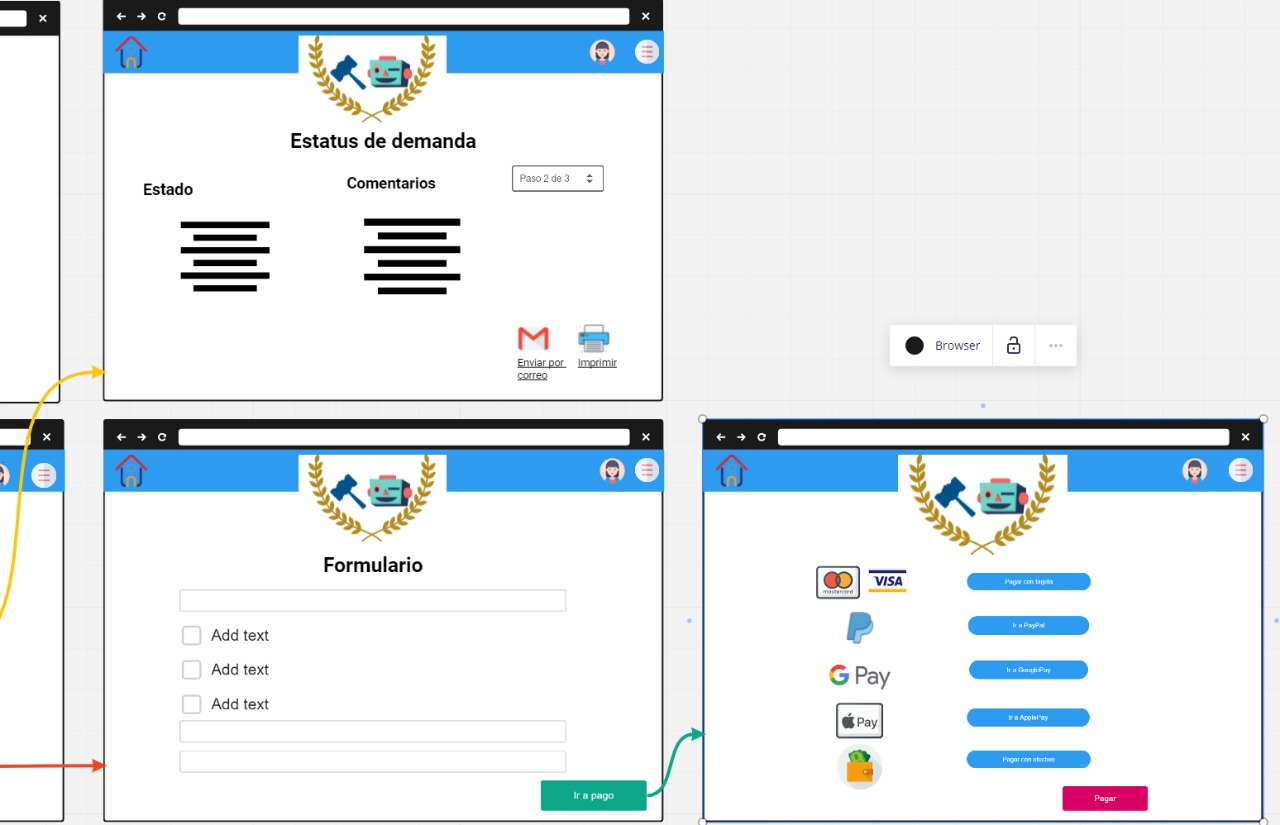 Estatus de demanda
Estado
Comentarios
Paso 2 de 3
Enviar por
correo
Imprimir
Browser
Formulario
Add text
Add text
Add text
Ir a pago
mastercard
VISA
Pagar con tarjeta
Ir a PayPal
G Pay
Ir a GooglePay
Pay
Ir a ApplePay
Pagar con efectivo
Pagar